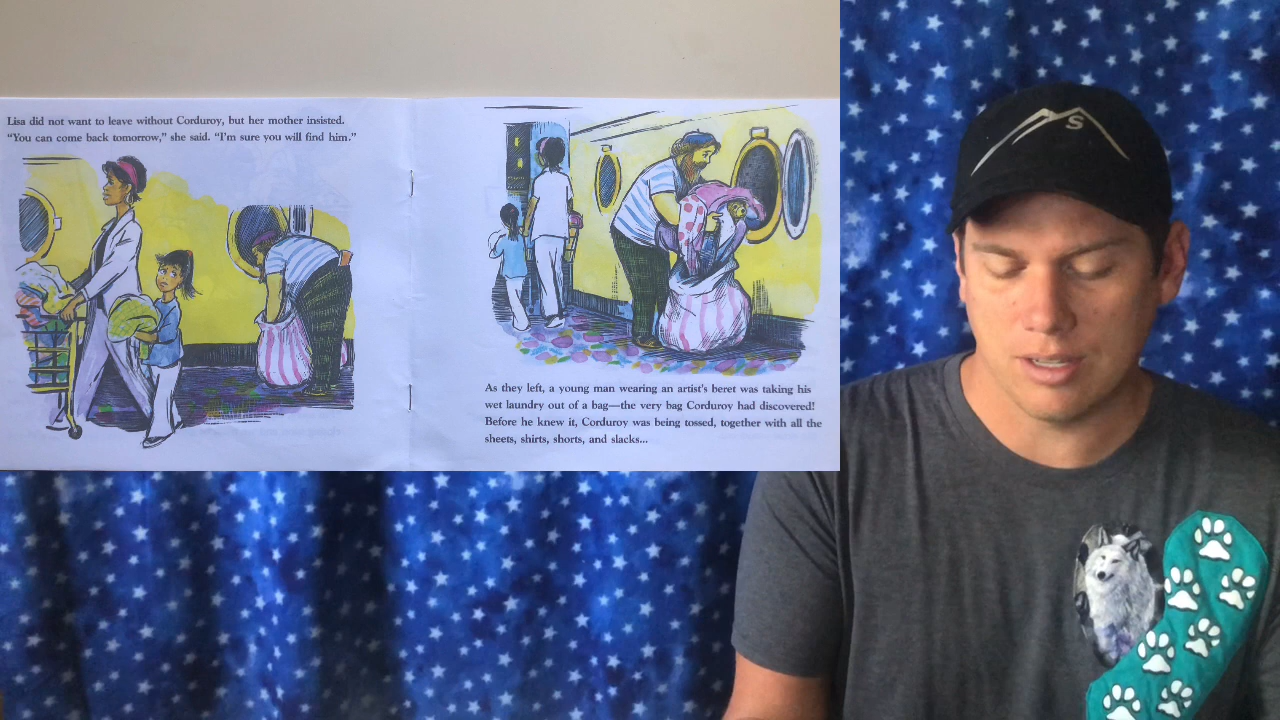 Lisa did not want to leave without Corduroy, but her mother insisted.
“You can come back tomorrow,” she said. “I’m sure you will find him.”
As they left, a young man wearing an artist’s beret was taking his
wet laundry out of a bag—the very bag Corduroy had discovered!
Before he knew it, Corduroy was being tossed, together with all the
sheets, shirts, shorts, and slacks...
S